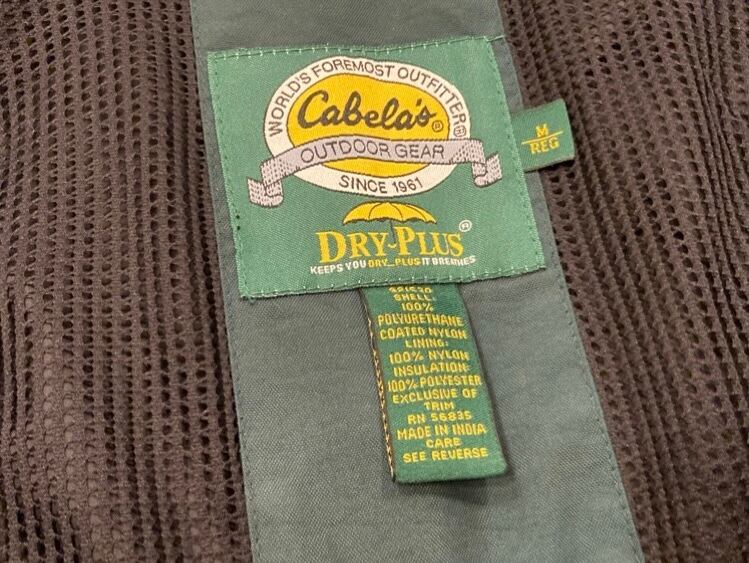 WORLD'S FOREMOST OUTFITTER®
Cabela's®
OUTDOOR GEAR
SINCE 1961
M
REG
DRY-PLUS®
KEEPS YOU DRY...PLUS IT BREATHES
SHELL:
100%
POLYURETHANE
COATED NYLON
LINING:
100% NYLON
INSULATION:
100% POLYESTER
EXCLUSIVE OF
TRIM
RN 56835
MADE IN INDIA
CARE
SEE REVERSE